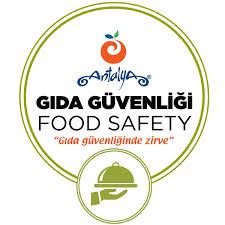 Antalya®
GIDA GÜVENLİĞİ
FOOD SAFETY
"Gıda güvenliğinde zirve"